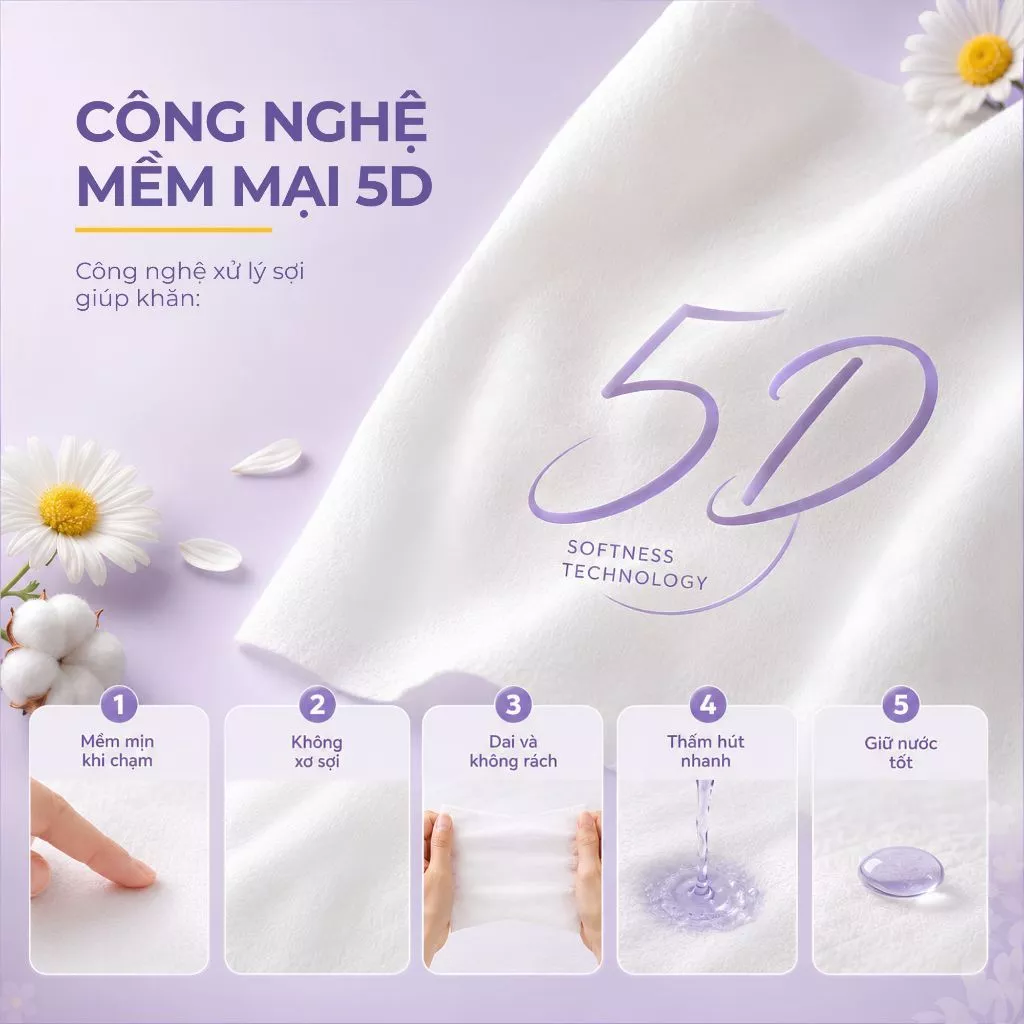 CÔNG NGHỆ
MỀM MẠI 5D
Công nghệ xử lý sợi
giúp khăn:
5D
SOFTNESS
TECHNOLOGY
1
Mềm mịn
khi chạm
2
Không
xơ sợi
3
Dai và
không rách
4
Thấm hút
nhanh
5
Giữ nước
tốt